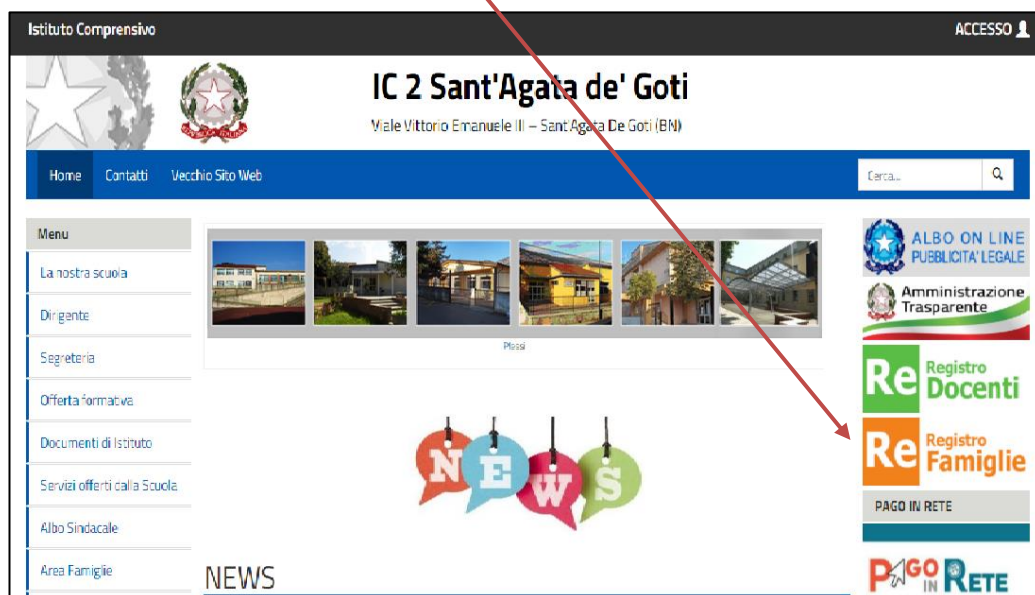 Istituto Comprensivo
ACCESSO
IC 2 Sant'Agata de' Goti
Viale Vittorio Emanuele III – Sant'Agata De Goti (BN)
Home Contatti Vecchio Sito Web
Cerca...
Menu
La nostra scuola
Dirigente
Segreteria
Offerta formativa
Documenti di Istituto
Servizi offerti dalla Scuola
Albo Sindacale
Area Famiglie
Plessi
NEWS
NEWS
ALBO ON LINE
PUBBLICITA' LEGALE
Amministrazione
Trasparente
Re Registro
Docenti
Re Registro
Famiglie
PAGO IN RETE
PAGO
IN RETE